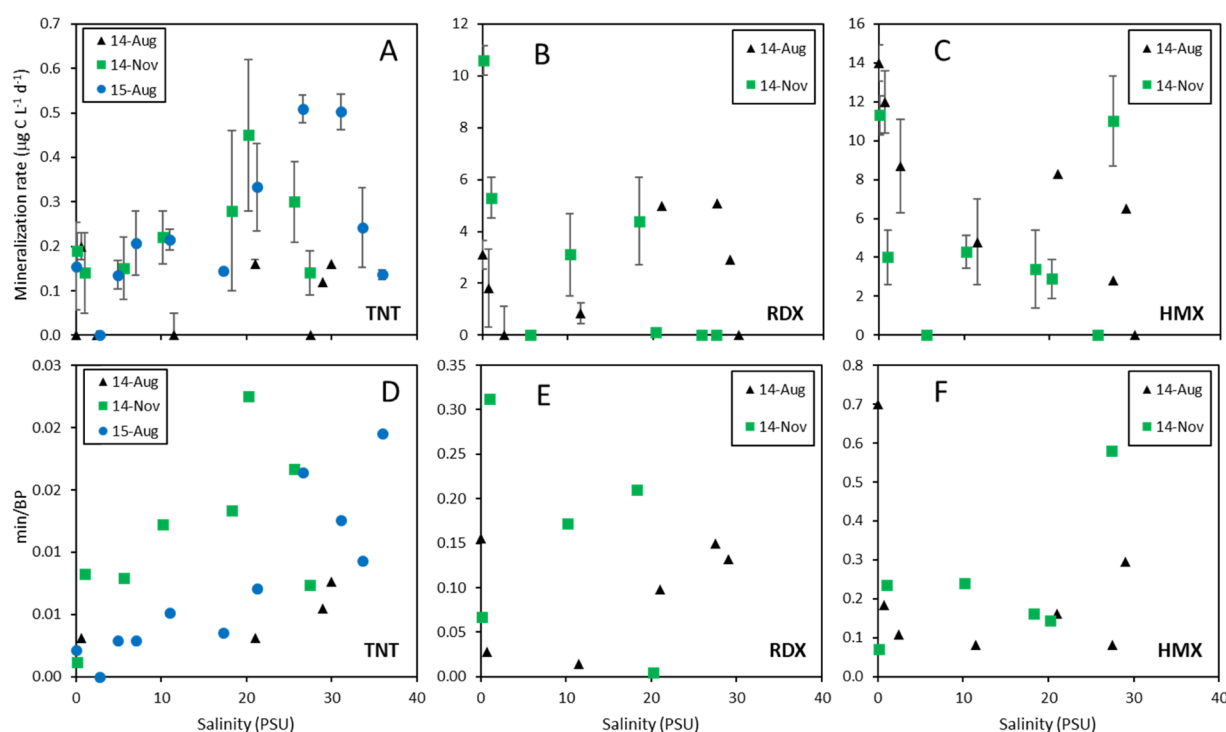 0.7
0.6
0.5
0.4
0.3
0.2
0.1
0.0
Mineralization rate (µg C L⁻¹ d⁻¹)
14-Aug
14-Nov
15-Aug
A
TNT
12
10
8
6
4
2
0
B
14-Aug
14-Nov
RDX
16
14
12
10
8
6
4
2
0
C
14-Aug
14-Nov
HMX
0.03
0.02
0.02
0.01
0.01
0.00
min/BP
14-Aug
14-Nov
15-Aug
D
TNT
0 10 20 30 40
Salinity (PSU)
0.35
0.30
0.25
0.20
0.15
0.10
0.05
0.00
E
14-Aug
14-Nov
RDX
0 10 20 30 40
Salinity (PSU)
0.8
0.7
0.6
0.5
0.4
0.3
0.2
0.1
0.0
F
14-Aug
14-Nov
HMX
0 10 20 30 40
Salinity (PSU)